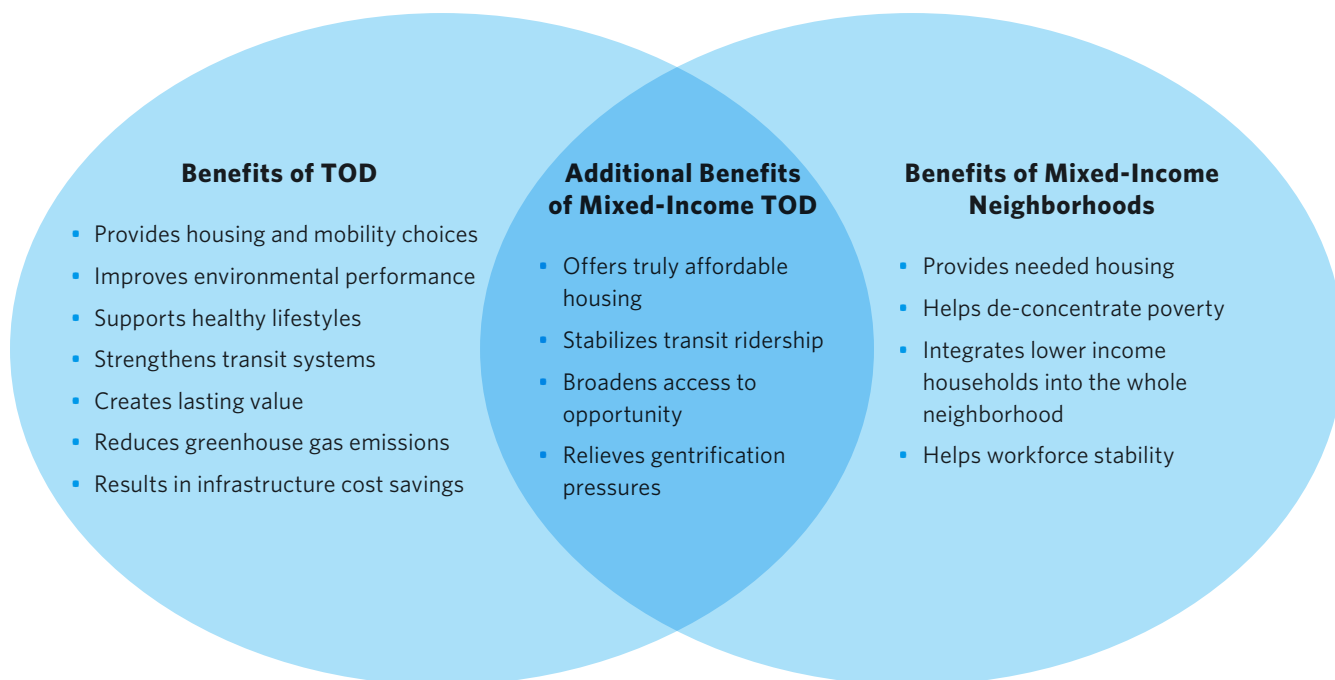 Benefits of TOD
▪ Provides housing and mobility choices
▪ Improves environmental performance
▪ Supports healthy lifestyles
▪ Strengthens transit systems
▪ Creates lasting value
▪ Reduces greenhouse gas emissions
▪ Results in infrastructure cost savings
Additional Benefits
of Mixed-Income TOD
▪ Offers truly affordable
housing
▪ Stabilizes transit ridership
▪ Broadens access to
opportunity
▪ Relieves gentrification
pressures
Benefits of Mixed-Income
Neighborhoods
▪ Provides needed housing
▪ Helps de-concentrate poverty
▪ Integrates lower income
households into the whole
neighborhood
▪ Helps workforce stability